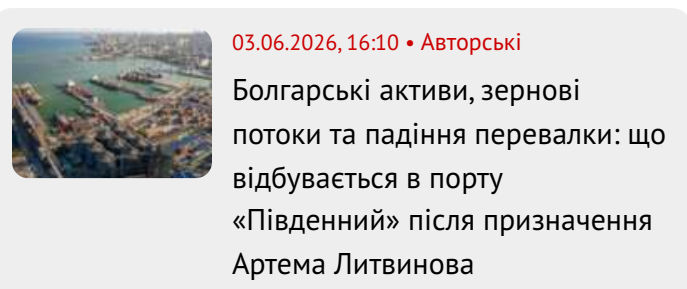 03.06.2026, 16:10 • Авторські
Болгарські активи, зернові
потоки та падіння перевалки: що
відбувається в порту
«Південний» після призначення
Артема Литвинова